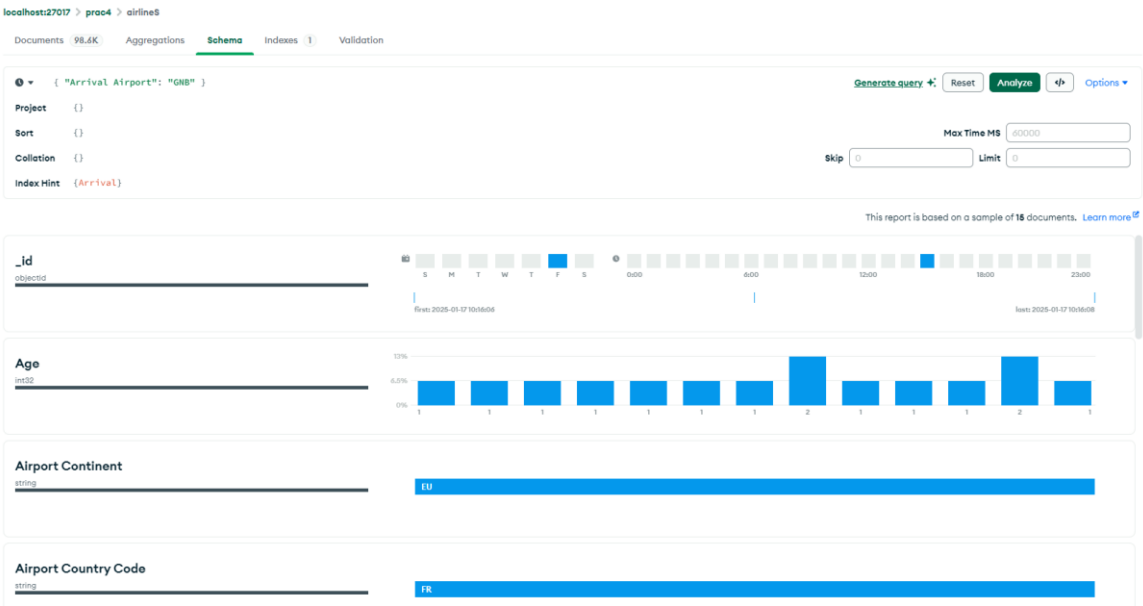 localhost:27017 > prac4 > airlineS
Documents 98.6K Aggregations Schema Indexes 1 Validation
{ "Arrival Airport": "GNB" } Generate query Reset Analyze </> Options
Project {}
Sort {} Max Time MS 60000
Collation {} Skip 0 Limit 0
Index Hint {Arrival}
This report is based on a sample of 15 documents. Learn more
_id
objectid
S M T W T F S 0:00 6:00 12:00 18:00 23:00
first: 2025-01-17 10:16:06 last: 2025-01-17 10:16:08
Age
int32
13%
6.5%
0%
1 1 1 1 1 1 1 2 1 1 1 2 1
Airport Continent
string
EU
Airport Country Code
string
FR